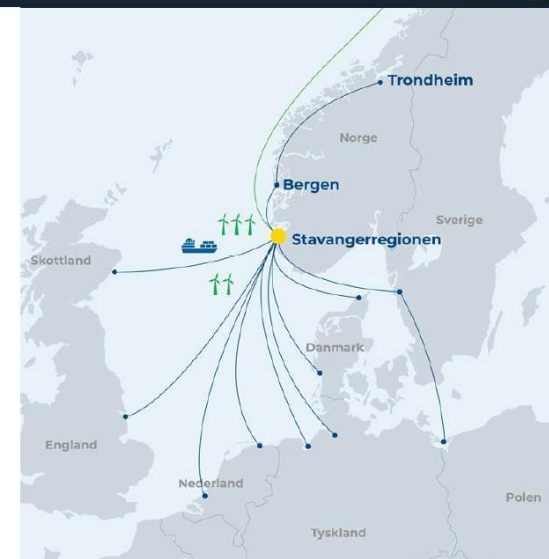 Trondheim
Norge
Bergen
Sverige
Stavangerregionen
Skottland
Danmark
England
Nederland
Polen
Tyskland